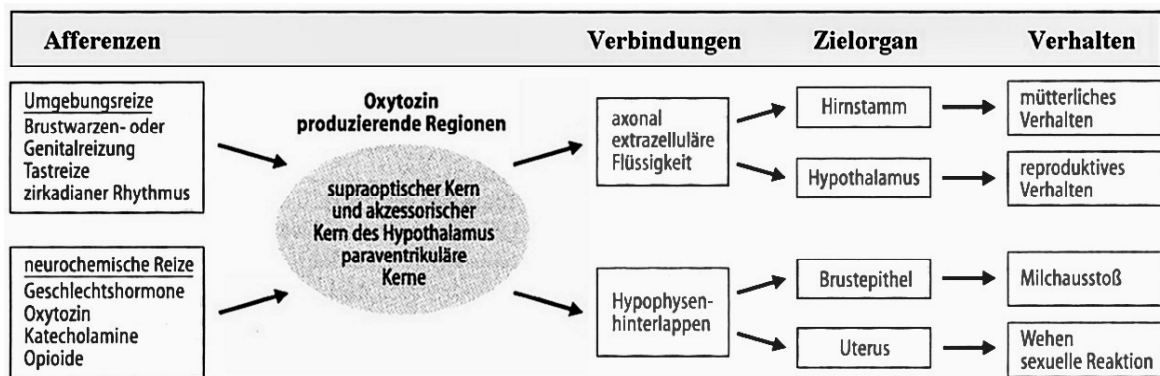 Afferenzen
Verbindungen
Zielorgan
Verhalten
Umgebungsreize
Brustwarzen- oder
Genitalreizung
Tastreize
zirkadianer Rhythmus
neurochemische Reize
Geschlechtshormone
Oxytozin
Katecholamine
Opioide
Oxytozin
produzierende Regionen
supraoptischer Kern
und akzessorischer
Kern des Hypothalamus
paraventrikuläre
Kerne
axonal
extrazelluläre
Flüssigkeit
Hypophysen-
hinterlappen
Hirnstamm
Hypothalamus
Brustepithel
Uterus
mütterliches
Verhalten
reproduktives
Verhalten
Milchausstoß
Wehen
sexuelle Reaktion